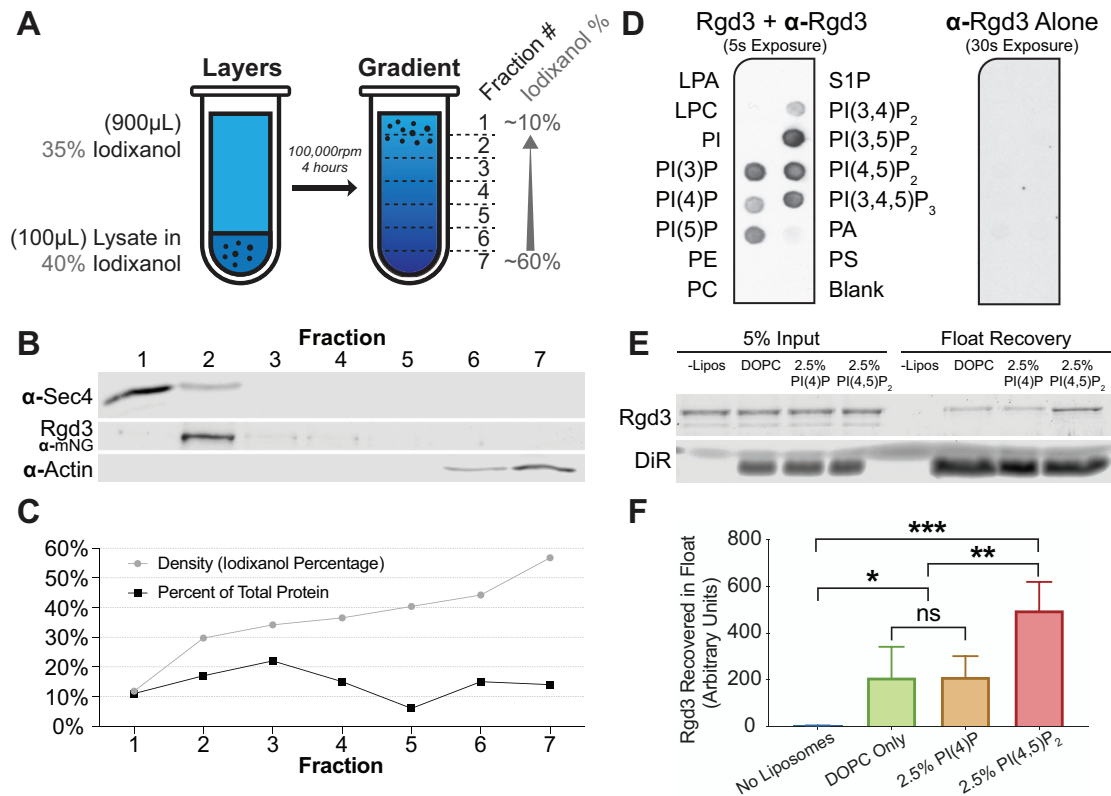 A
Layers
Gradient
Fraction #
Iodixanol %
(900µL)
35% Iodixanol
(100µL) Lysate in
40% Iodixanol
100,000rpm
4 hours
1
2
3
4
5
6
7
~10%
~60%
B
Fraction
1 2 3 4 5 6 7
α-Sec4
Rgd3
α-mNG
α-Actin
C
60%
50%
40%
30%
20%
10%
0%
Density (Iodixanol Percentage)
Percent of Total Protein
1 2 3 4 5 6 7
Fraction
D
Rgd3 + α-Rgd3
(5s Exposure)
α-Rgd3 Alone
(30s Exposure)
LPA S1P
LPC PI(3,4)P2
PI PI(3,5)P2
PI(3)P PI(4,5)P2
PI(4)P PI(3,4,5)P3
PI(5)P PA
PE PS
PC Blank
E
5% Input Float Recovery
-Lipos DOPC 2.5% PI(4)P 2.5% PI(4,5)P2 -Lipos DOPC 2.5% PI(4)P 2.5% PI(4,5)P2
Rgd3
DiR
F
Rgd3 Recovered in Float
(Arbitrary Units)
800
600
400
200
0
***
**
*
ns
No Liposomes
DOPC Only
2.5% PI(4)P
2.5% PI(4,5)P2